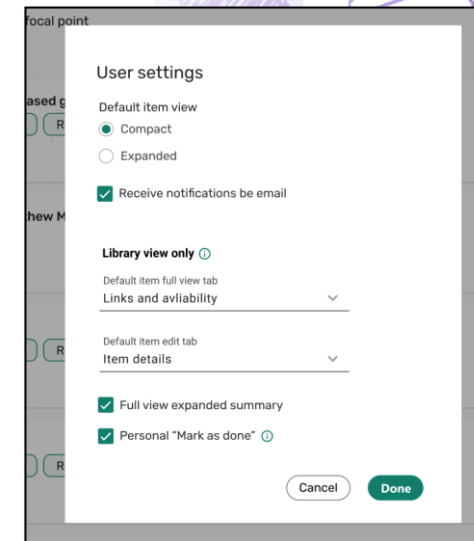 focal point
User settings
Default item view
Compact
ased g
R
Expanded
Receive notifications be email
hew M
Library view only
Default item full view tab
Links and avliability
Default item edit tab
R
Item details
Full view expanded summary
Personal “Mark as done”
R
Cancel
Done